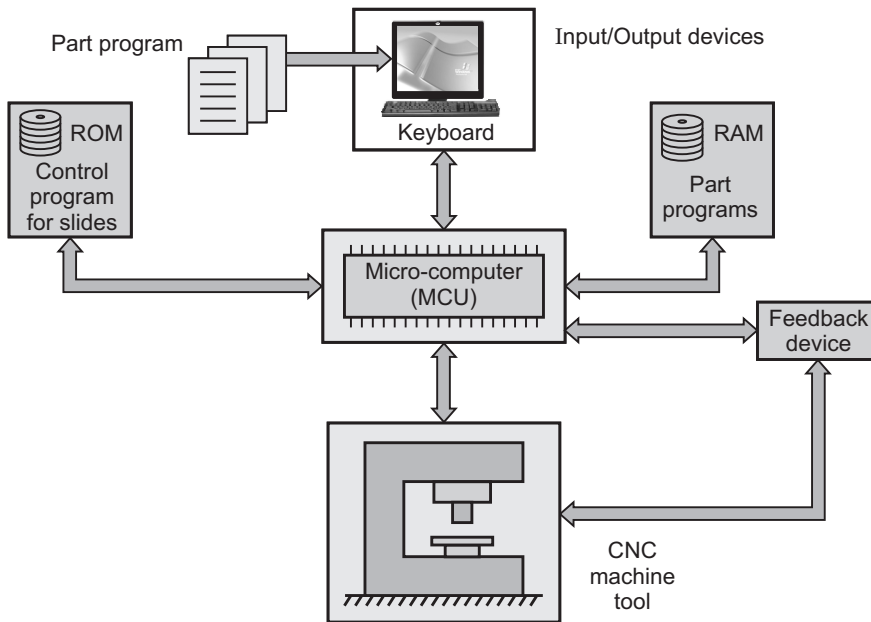 Part program
Input/Output devices
Keyboard
ROM
Control
program
for slides
RAM
Part
programs
Micro-computer
(MCU)
Feedback
device
CNC
machine
tool